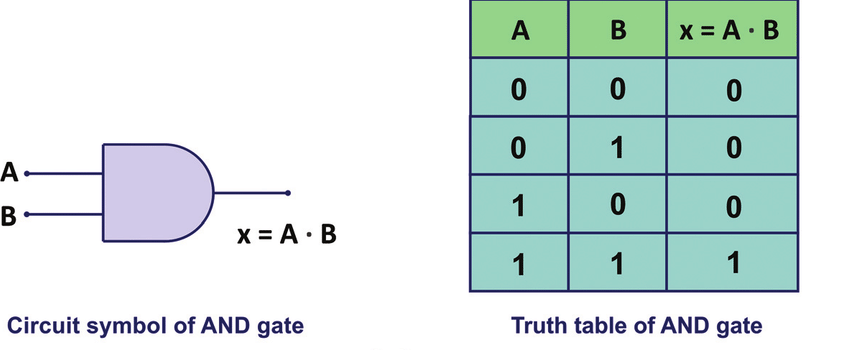 A
B
x = A · B
Circuit symbol of AND gate
A B x = A · B
0 0 0
0 1 0
1 0 0
1 1 1
Truth table of AND gate